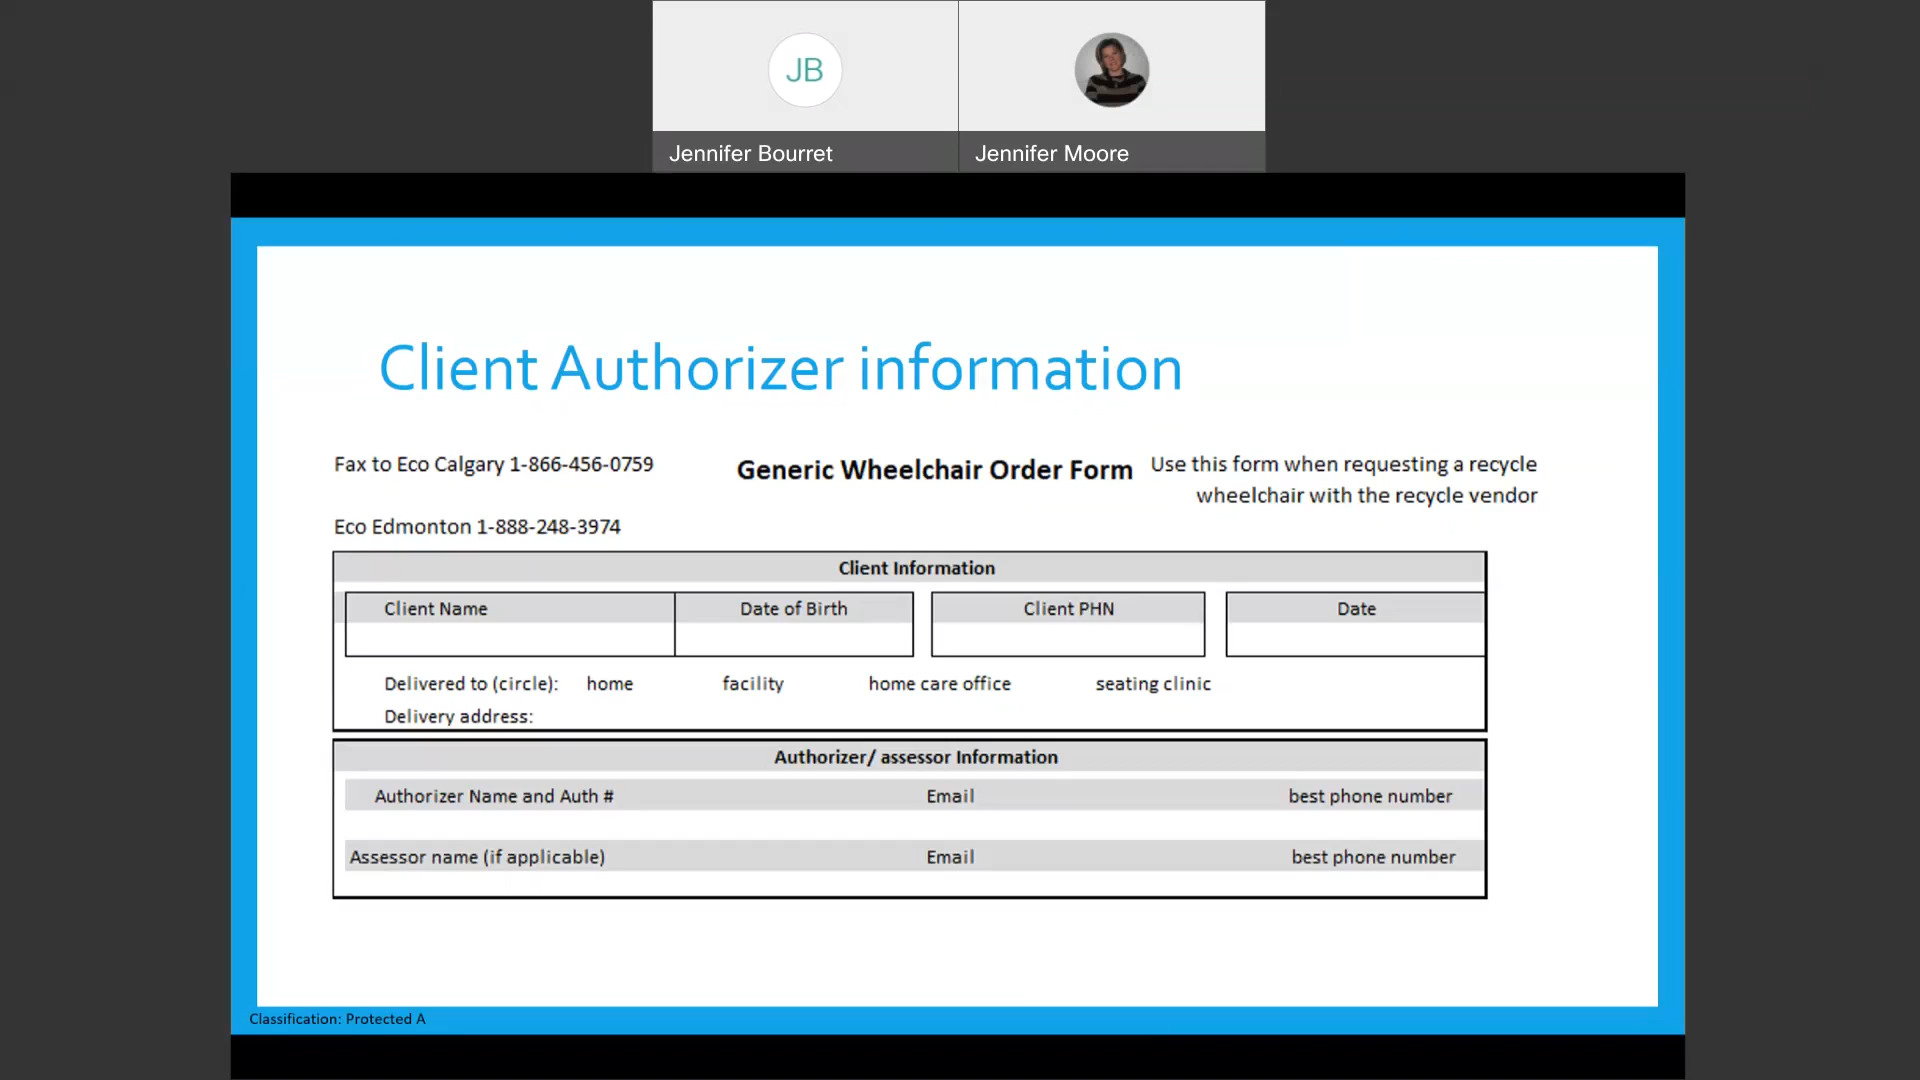 JB
Jennifer Bourret
Jennifer Moore
Client Authorizer information
Fax to Eco Calgary 1-866-456-0759
Generic Wheelchair Order Form
Use this form when requesting a recycle
wheelchair with the recycle vendor
Eco Edmonton 1-888-248-3974
Client Information
Client Name Date of Birth Client PHN Date
Delivered to (circle): home facility home care office seating clinic
Delivery address:
Authorizer/ assessor Information
Authorizer Name and Auth # Email best phone number
Assessor name (if applicable) Email best phone number
Classification: Protected A